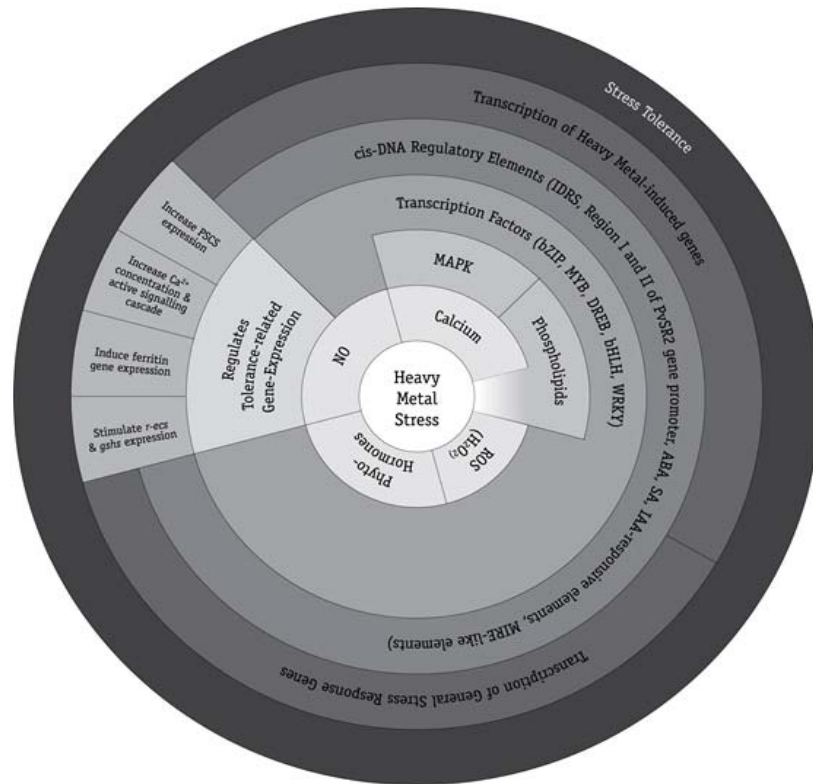 Stress Tolerance
Transcription of Heavy Metal-induced genes
cis-DNA Regulatory Elements (IDRS, Region I and II of PvSR2 gene promoter, ABA, SA, IAA-responsive elements, MIRE-like elements)
Transcription Factors (bZIP, MYB, DREB, bHLH, WRKY)
MAPK
Phospholipids
Calcium
NO
Heavy
Metal
Stress
ROS
(H₂O₂)
Phyto-
Hormones
Regulates
Tolerance-related
Gene-Expression
Increase PSCS
expression
Increase Ca²⁺
concentration &
active signalling
cascade
Induce ferritin
gene expression
Stimulate r-ecs
& gshs expression
Transcription of General Stress Response Genes